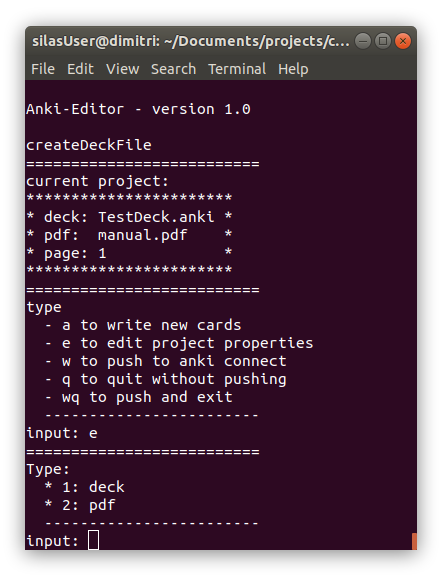 silasUser@dimitri: ~/Documents/projects/c...
File Edit View Search Terminal Help
Anki-Editor - version 1.0
createDeckFile
==========================
current project:
***********************
* deck: TestDeck.anki *
* pdf:  manual.pdf    *
* page: 1             *
***********************
==========================
type
  - a to write new cards
  - e to edit project properties
  - w to push to anki connect
  - q to quit without pushing
  - wq to push and exit
  ------------------------
input: e
==========================
Type:
  * 1: deck
  * 2: pdf
  ------------------------
input: